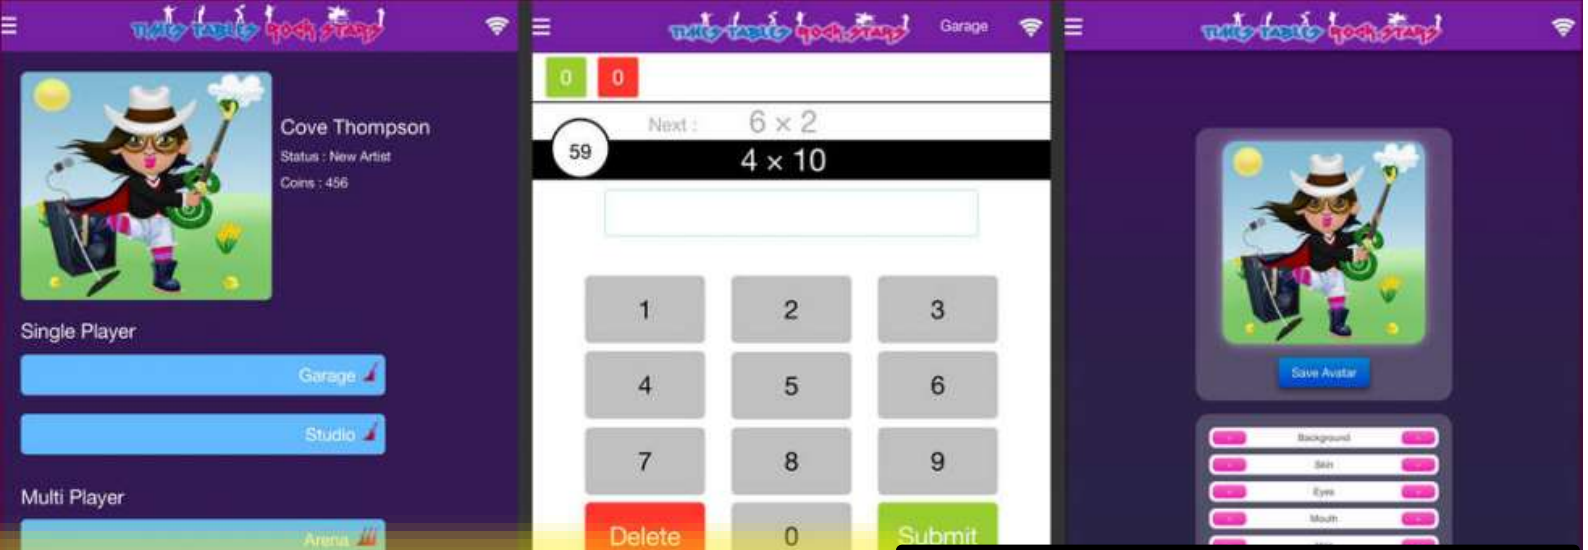 TIMES TABLES ROCK STARS
Cove Thompson
Status : New Artist
Coins : 456
Single Player
Garage
Studio
Multi Player
Arena
TIMES TABLES ROCK STARS
Garage
0
0
Next :
6 × 2
59
4 × 10
1
2
3
4
5
6
7
8
9
Delete
0
Submit
TIMES TABLES ROCK STARS
Save Avatar
Background
Skin
Eyes
Mouth